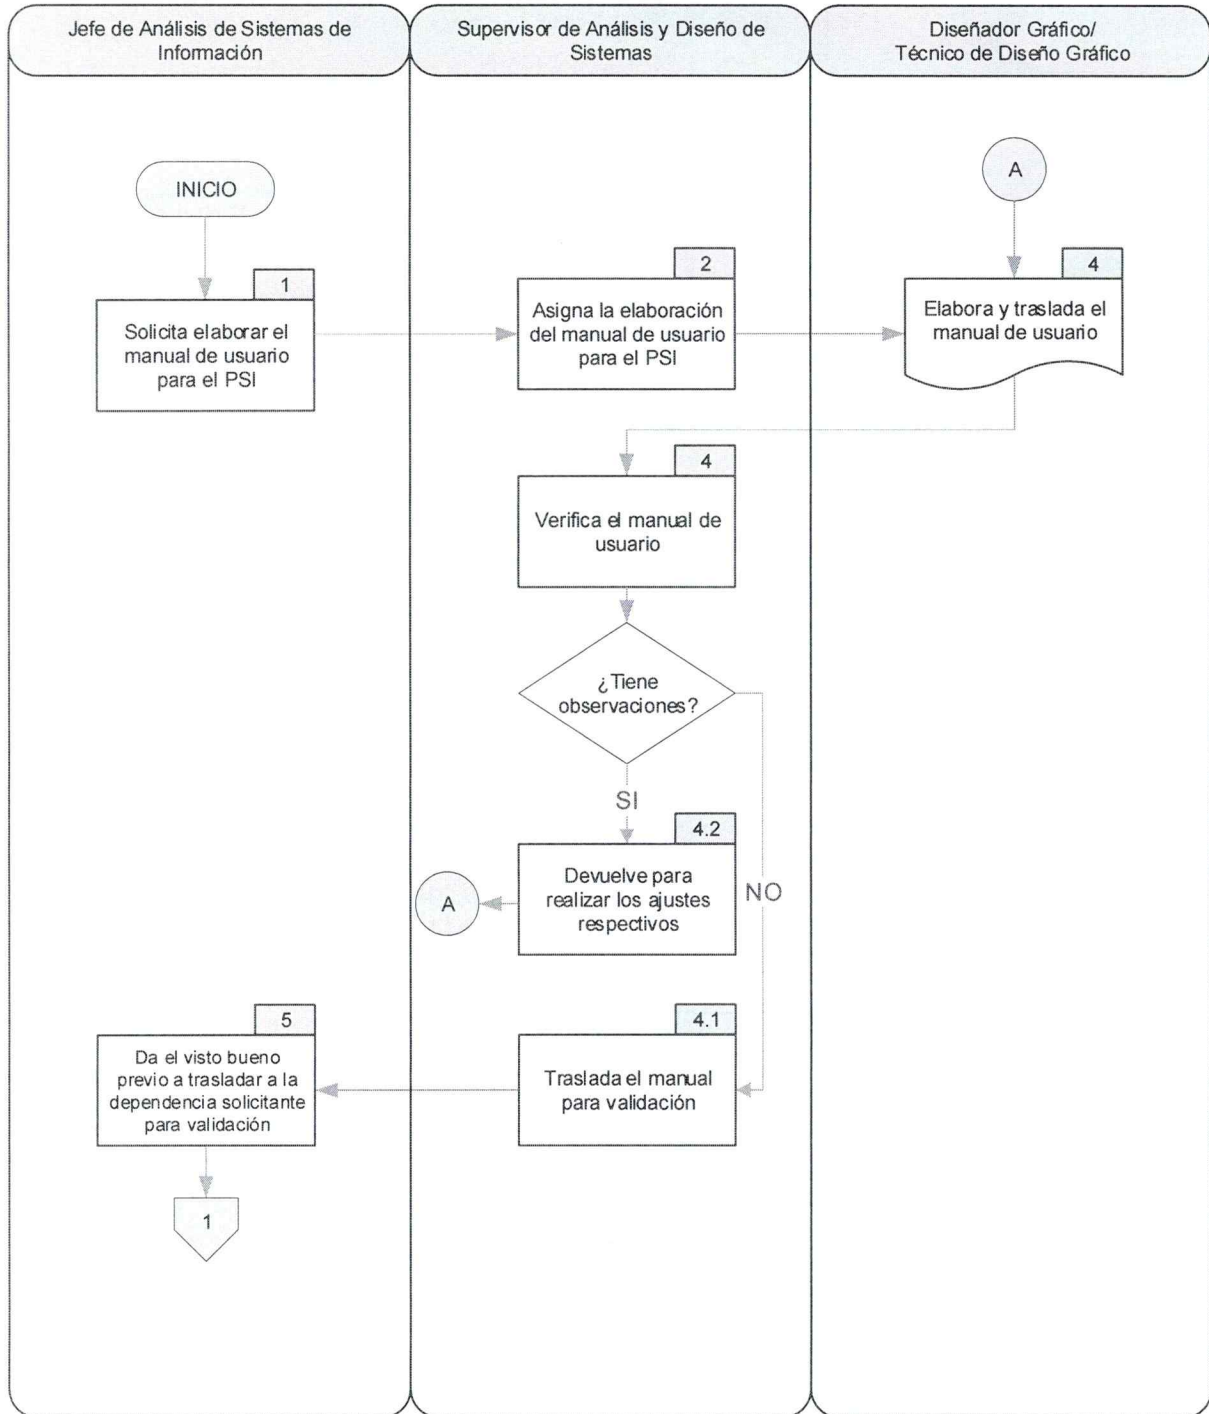 Jefe de Análisis de Sistemas de
Información
Supervisor de Análisis y Diseño de
Sistemas
Diseñador Gráfico/
Técnico de Diseño Gráfico
INICIO
A
1
Solicita elaborar el
manual de usuario
para el PSI
2
Asigna la elaboración
del manual de usuario
para el PSI
4
Elabora y traslada el
manual de usuario
4
Verifica el manual de
usuario
¿Tiene
observaciones?
SI
NO
4.2
Devuelve para
realizar los ajustes
respectivos
A
4.1
Traslada el manual
para validación
5
Da el visto bueno
previo a trasladar a la
dependencia solicitante
para validación
1